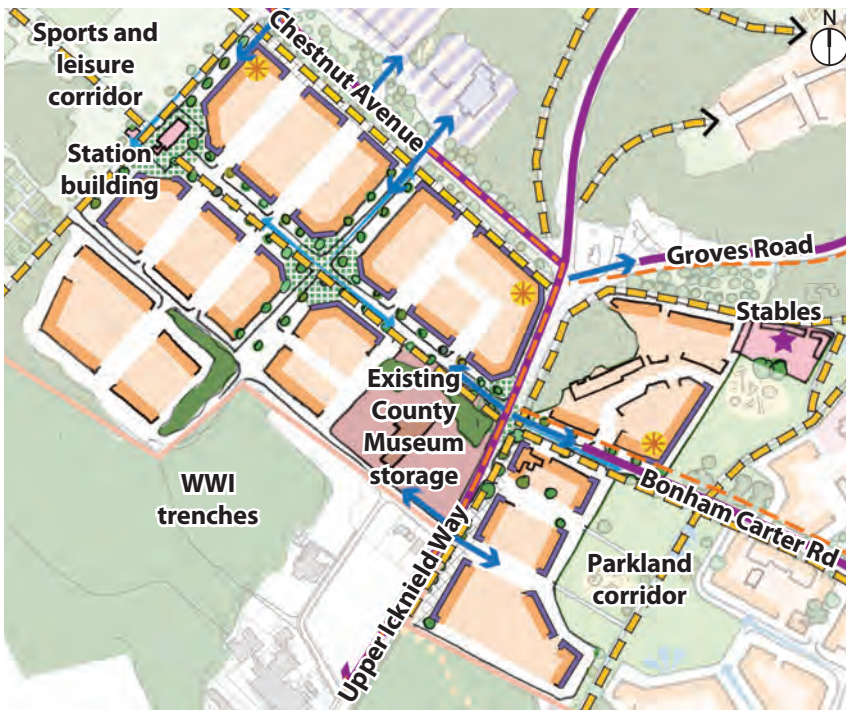 Sports and
leisure
corridor
Chestnut Avenue
N
Station
building
Groves Road
Stables
Existing
County
Museum
storage
WWI
trenches
Upper Icknield Way
Bonham Carter Rd
Parkland
corridor